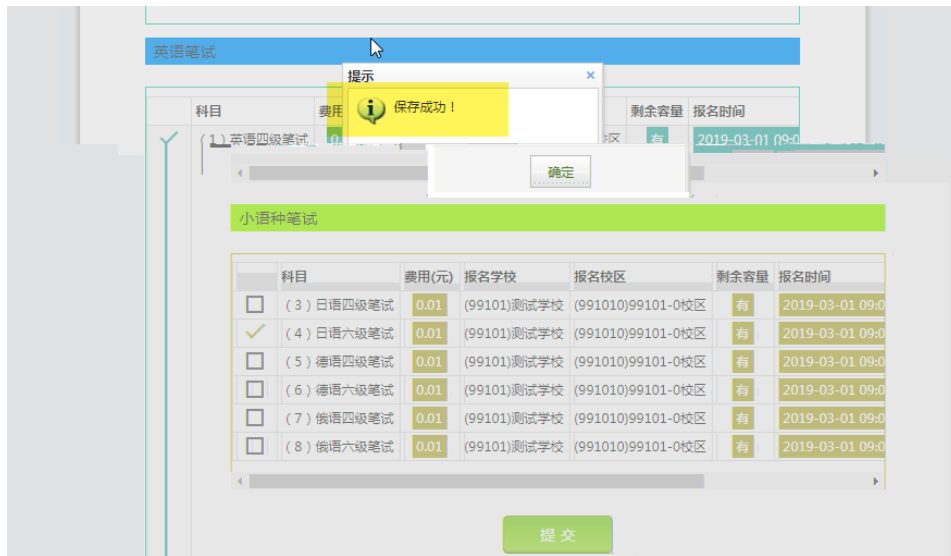 英语笔试
提示
保存成功！
科目 费用 剩余容量 报名时间
（1）英语四级笔试 校区 有 2019-03-01 09:0
确定
小语种笔试
科目 费用(元) 报名学校 报名校区 剩余容量 报名时间
（3）日语四级笔试 0.01 (99101)测试学校 (991010)99101-0校区 有 2019-03-01 09:0
（4）日语六级笔试 0.01 (99101)测试学校 (991010)99101-0校区 有 2019-03-01 09:0
（5）德语四级笔试 0.01 (99101)测试学校 (991010)99101-0校区 有 2019-03-01 09:0
（6）德语六级笔试 0.01 (99101)测试学校 (991010)99101-0校区 有 2019-03-01 09:0
（7）俄语四级笔试 0.01 (99101)测试学校 (991010)99101-0校区 有 2019-03-01 09:0
（8）俄语六级笔试 0.01 (99101)测试学校 (991010)99101-0校区 有 2019-03-01 09:0
提 交